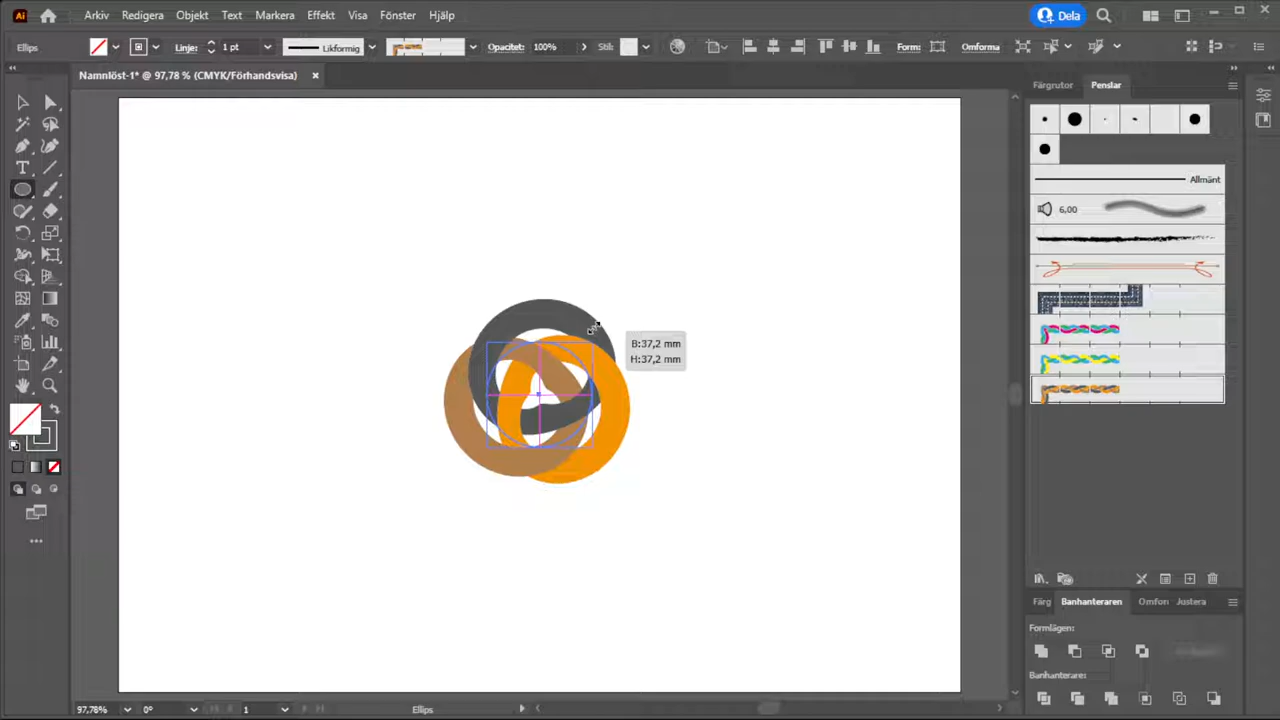 Ai Arkiv Redigera Objekt Text Markera Effekt Visa Fönster Hjälp Dela
Ellips Linje: 1 pt Likformig Opacitet: 100% Stil: Form: Omforma
Namnlöst-1* @ 97,78 % (CMYK/Förhandsvisa)
Färgrutor Penslar
Allmänt
6,00
B:37,2 mm
H:37,2 mm
Färg Banhanteraren Omfon Justera
Formlägen:
Banhanterare:
97,78% 0° 1 Ellips